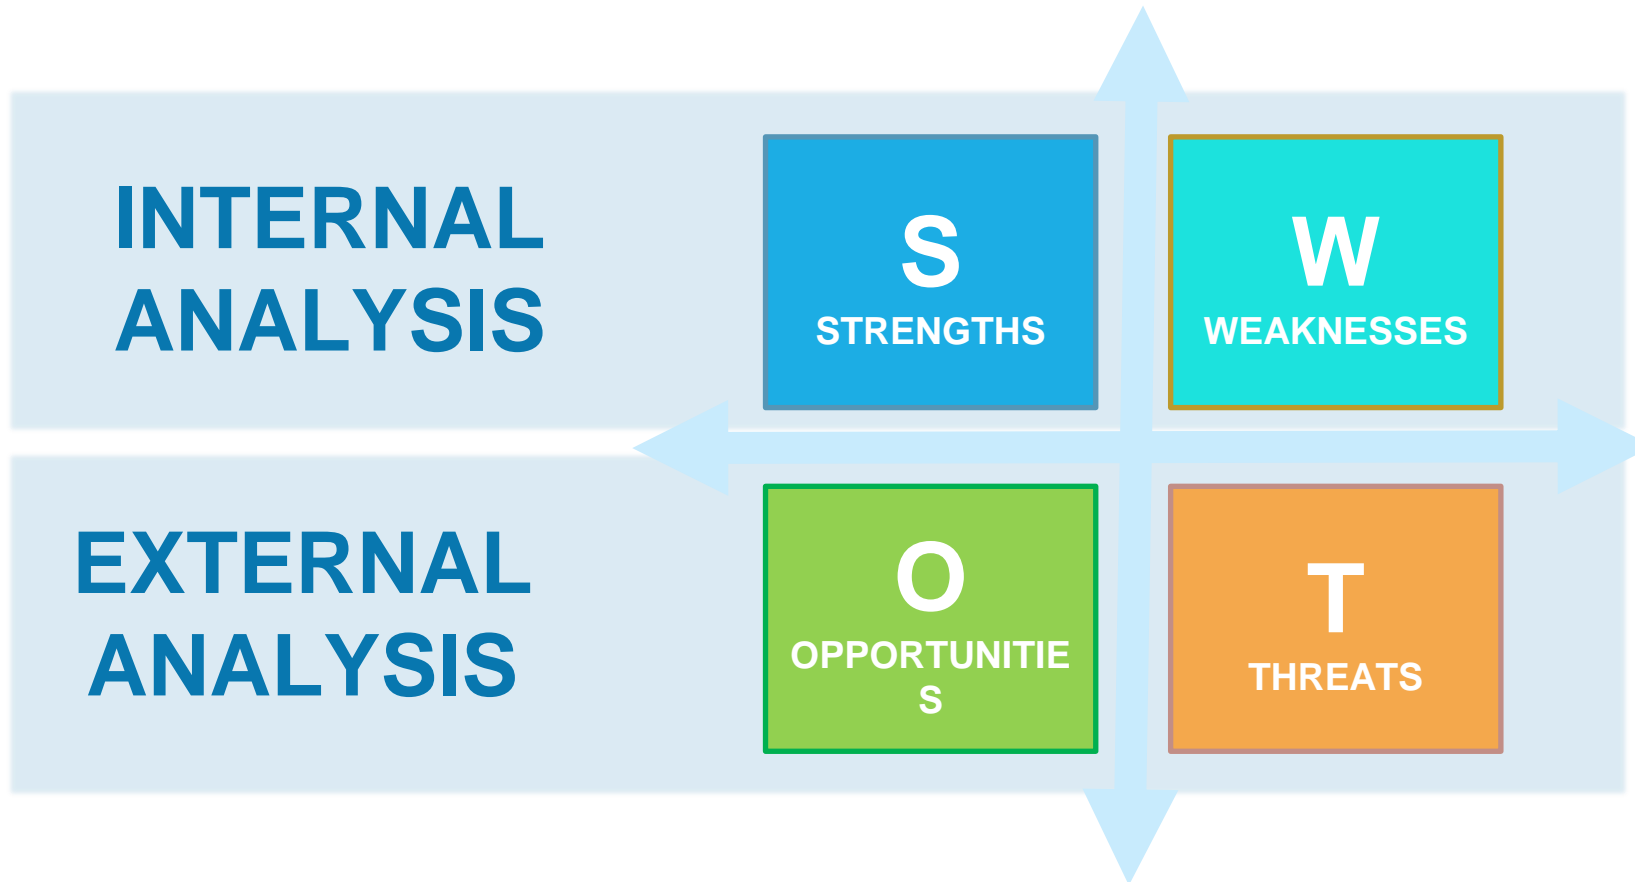 INTERNAL
ANALYSIS
S
STRENGTHS
W
WEAKNESSES
EXTERNAL
ANALYSIS
O
OPPORTUNITIE
S
T
THREATS